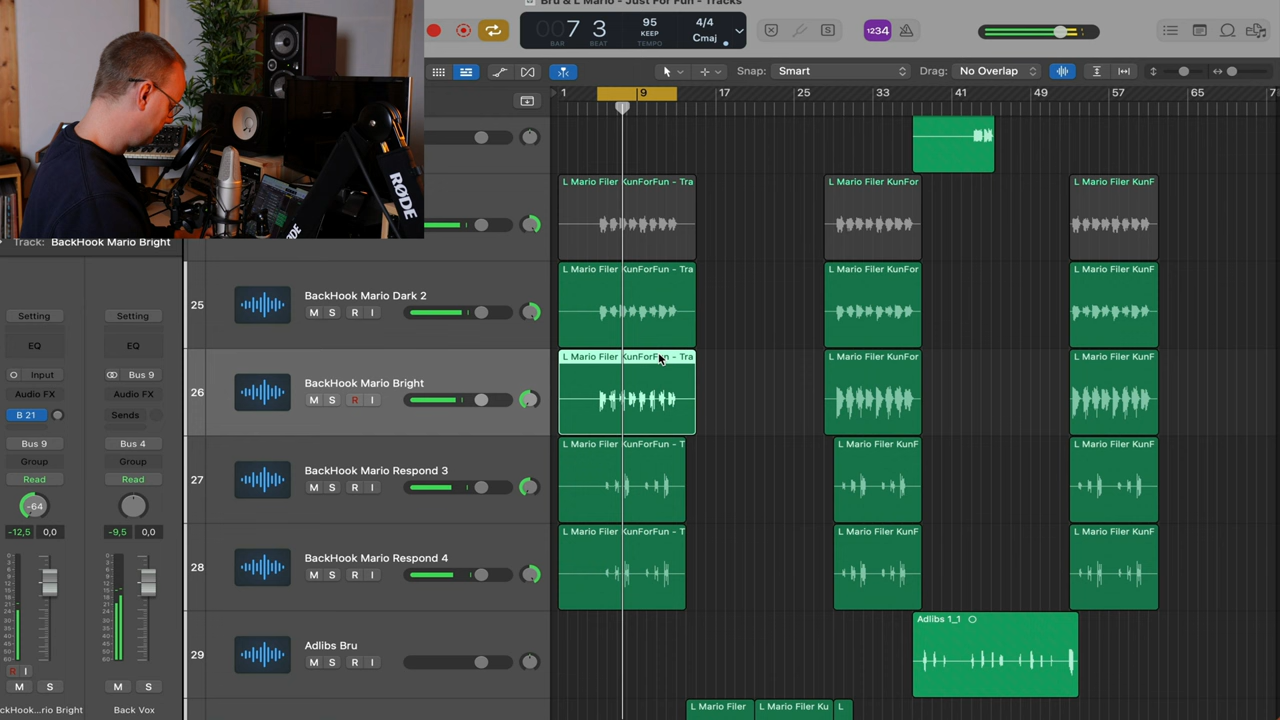 Bru & L Mario - Just For Fun - Tracks
007 3
BAR BEAT
95
KEEP
TEMPO
4/4
Cmaj
1234
Snap: Smart
Drag: No Overlap
1 9 17 25 33 41 49 57 65 7
RØDE
RØDE
Track: BackHook Mario Bright
Setting
EQ
Input
Audio FX
B 21
Bus 9
Group
Read
-64
-12,5 0,0
R I
M S
ackHook...rio Bright
Setting
EQ
Bus 9
Audio FX
Sends
Bus 4
Group
Read
-9,5 0,0
M S
Back Vox
L Mario Filer KunForFun - Tra
L Mario Filer KunFor
L Mario Filer KunF
25
BackHook Mario Dark 2
M S R I
L Mario Filer KunForFun - Tra
L Mario Filer KunFor
L Mario Filer KunF
26
BackHook Mario Bright
M S R I
L Mario Filer KunForFun - Tra
L Mario Filer KunFor
L Mario Filer KunF
27
BackHook Mario Respond 3
M S R I
L Mario Filer KunForFun - T
L Mario Filer KunF
L Mario Filer KunF
28
BackHook Mario Respond 4
M S R I
L Mario Filer KunForFun - T
L Mario Filer KunF
L Mario Filer KunF
29
Adlibs Bru
M S R I
Adlibs 1_1
L Mario Filer
L Mario Filer Ku
L